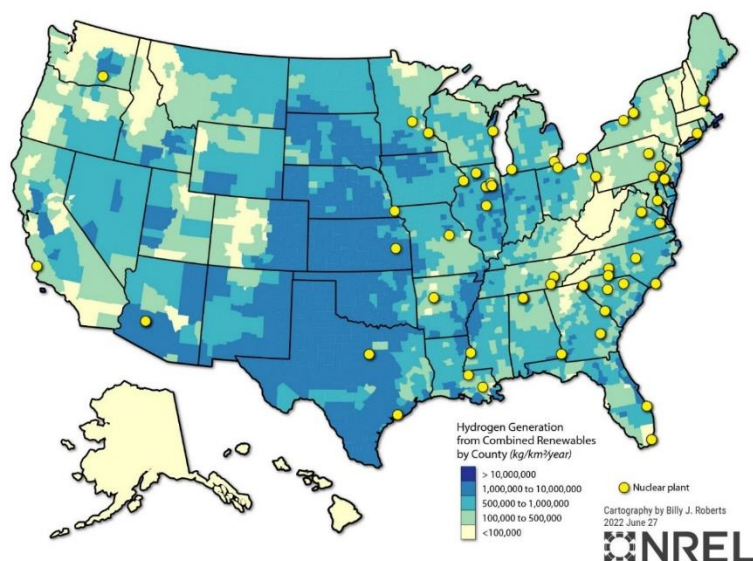 Hydrogen Generation
from Combined Renewables
by County (kg/km²/year)
> 10,000,000
1,000,000 to 10,000,000
500,000 to 1,000,000
100,000 to 500,000
<100,000
Nuclear plant
Cartography by Billy J. Roberts
2022 June 27
NREL